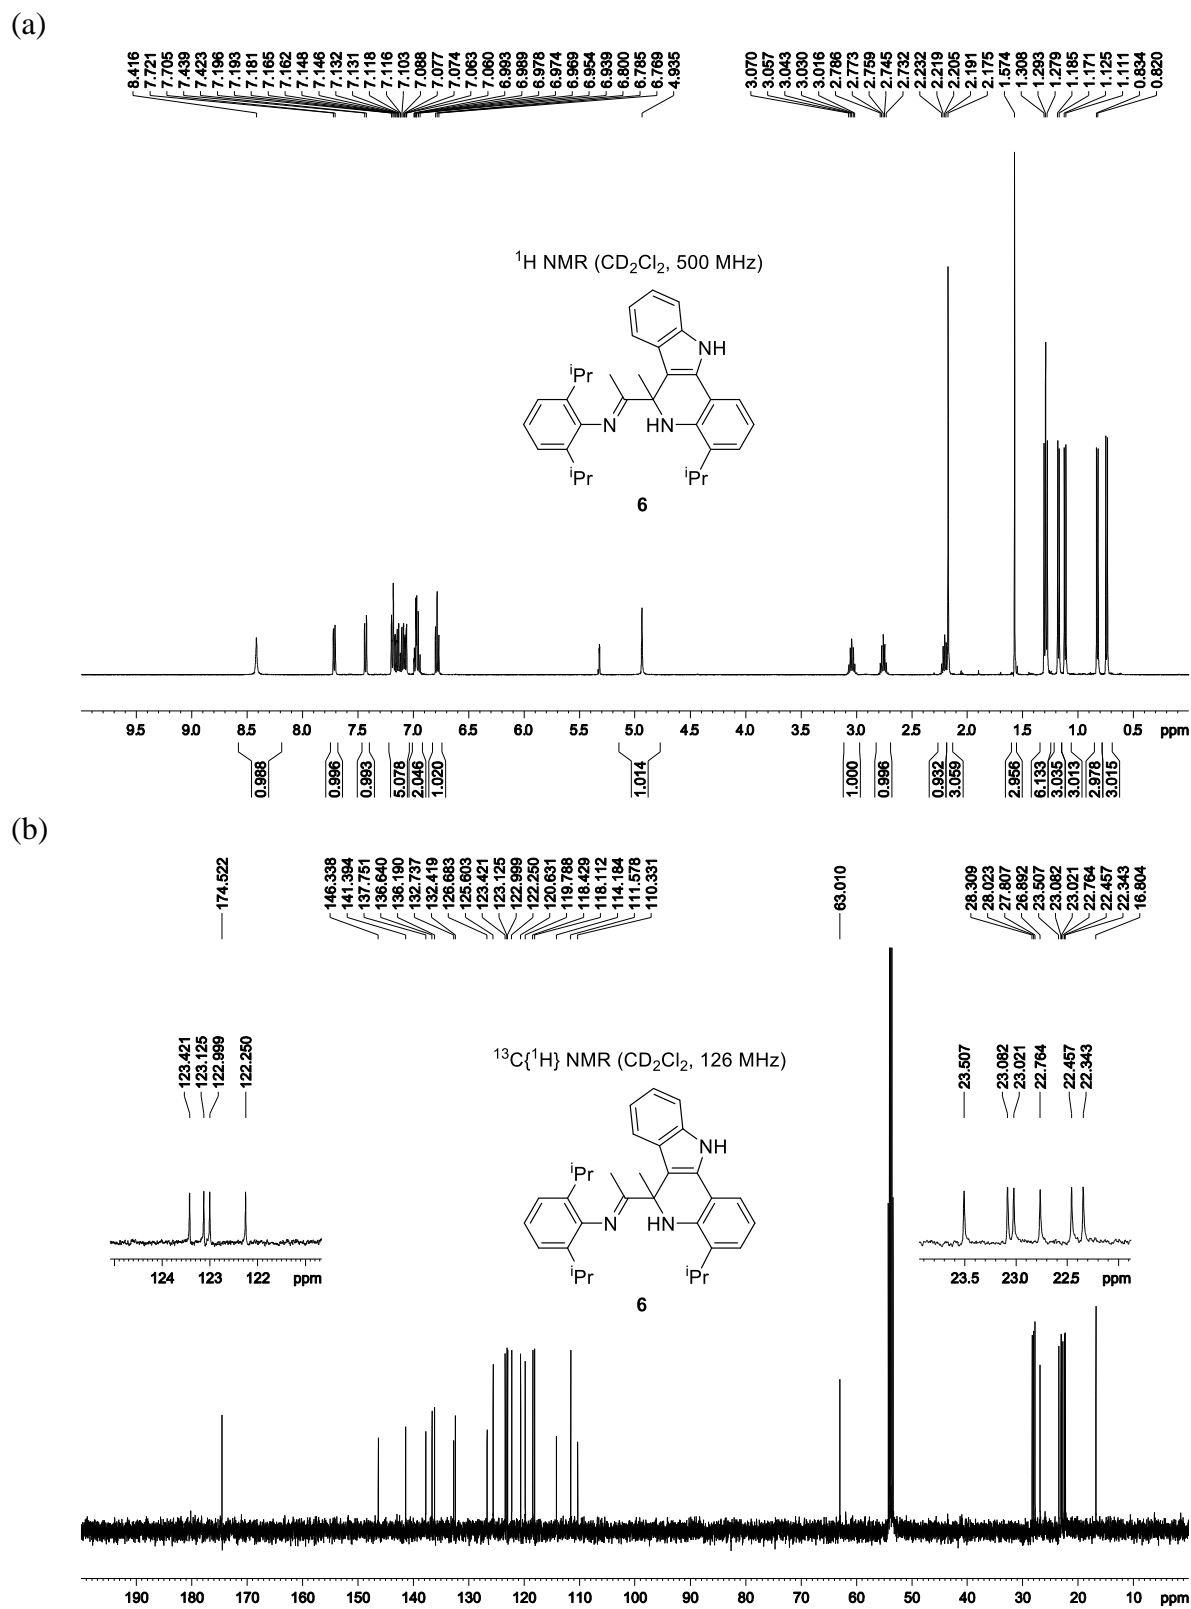 (a)
8.416 7.721 7.705 7.439 7.423 7.196 7.193 7.181 7.165 7.162 7.148 7.146 7.132 7.131 7.118 7.116 7.103 7.088 7.077 7.074 7.063 7.060 6.993 6.989 6.978 6.974 6.969 6.954 6.939 6.800 6.785 6.769 4.935 3.070 3.057 3.043 3.030 3.016 2.786 2.773 2.759 2.745 2.732 2.232 2.219 2.205 2.191 2.175 1.574 1.308 1.293 1.279 1.185 1.171 1.125 1.111 0.834 0.820
¹H NMR (CD₂Cl₂, 500 MHz)
NH
ⁱPr
N
HN
ⁱPr
ⁱPr
6
9.5 9.0 8.5 8.0 7.5 7.0 6.5 6.0 5.5 5.0 4.5 4.0 3.5 3.0 2.5 2.0 1.5 1.0 0.5 ppm
0.988 0.996 0.993 5.078 2.046 1.020 1.014 1.000 0.996 0.932 3.059 2.956 6.133 3.035 3.013 2.978 3.015
(b)
174.522 146.338 141.394 137.751 136.640 136.190 132.737 132.419 126.683 125.603 123.421 123.125 122.999 122.250 120.631 119.788 118.429 118.112 114.184 111.578 110.331 63.010 28.309 28.023 27.807 26.892 23.507 23.082 23.021 22.764 22.457 22.343 16.804
123.421 123.125 122.999 122.250
23.507 23.082 23.021 22.764 22.457 22.343
¹³C{¹H} NMR (CD₂Cl₂, 126 MHz)
NH
ⁱPr
N
HN
ⁱPr
ⁱPr
6
124 123 122 ppm
23.5 23.0 22.5 ppm
190 180 170 160 150 140 130 120 110 100 90 80 70 60 50 40 30 20 10 ppm